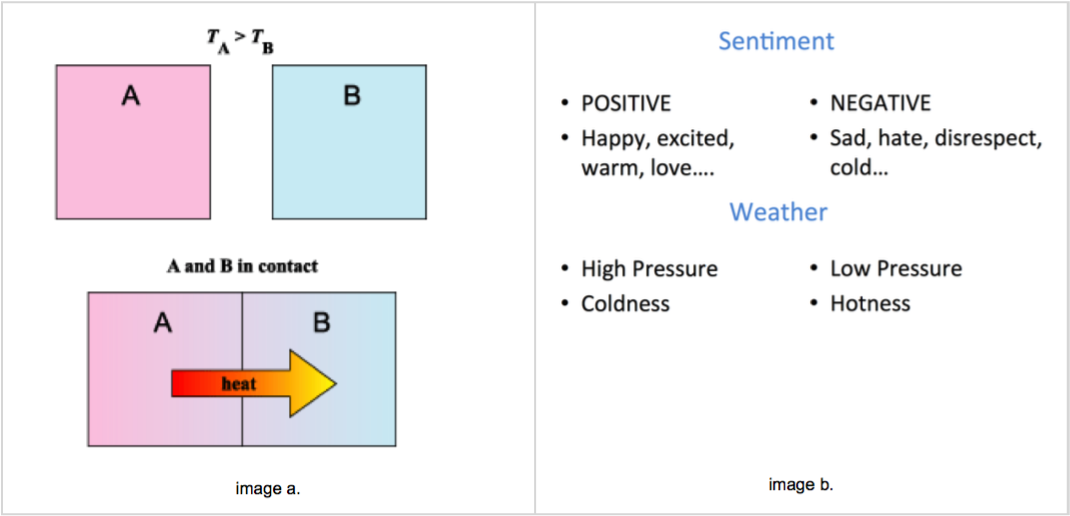 T_A > T_B
A
B
A and B in contact
A
B
heat
image a.
Sentiment
• POSITIVE
• Happy, excited,
warm, love....
• NEGATIVE
• Sad, hate, disrespect,
cold...
Weather
• High Pressure
• Coldness
• Low Pressure
• Hotness
image b.